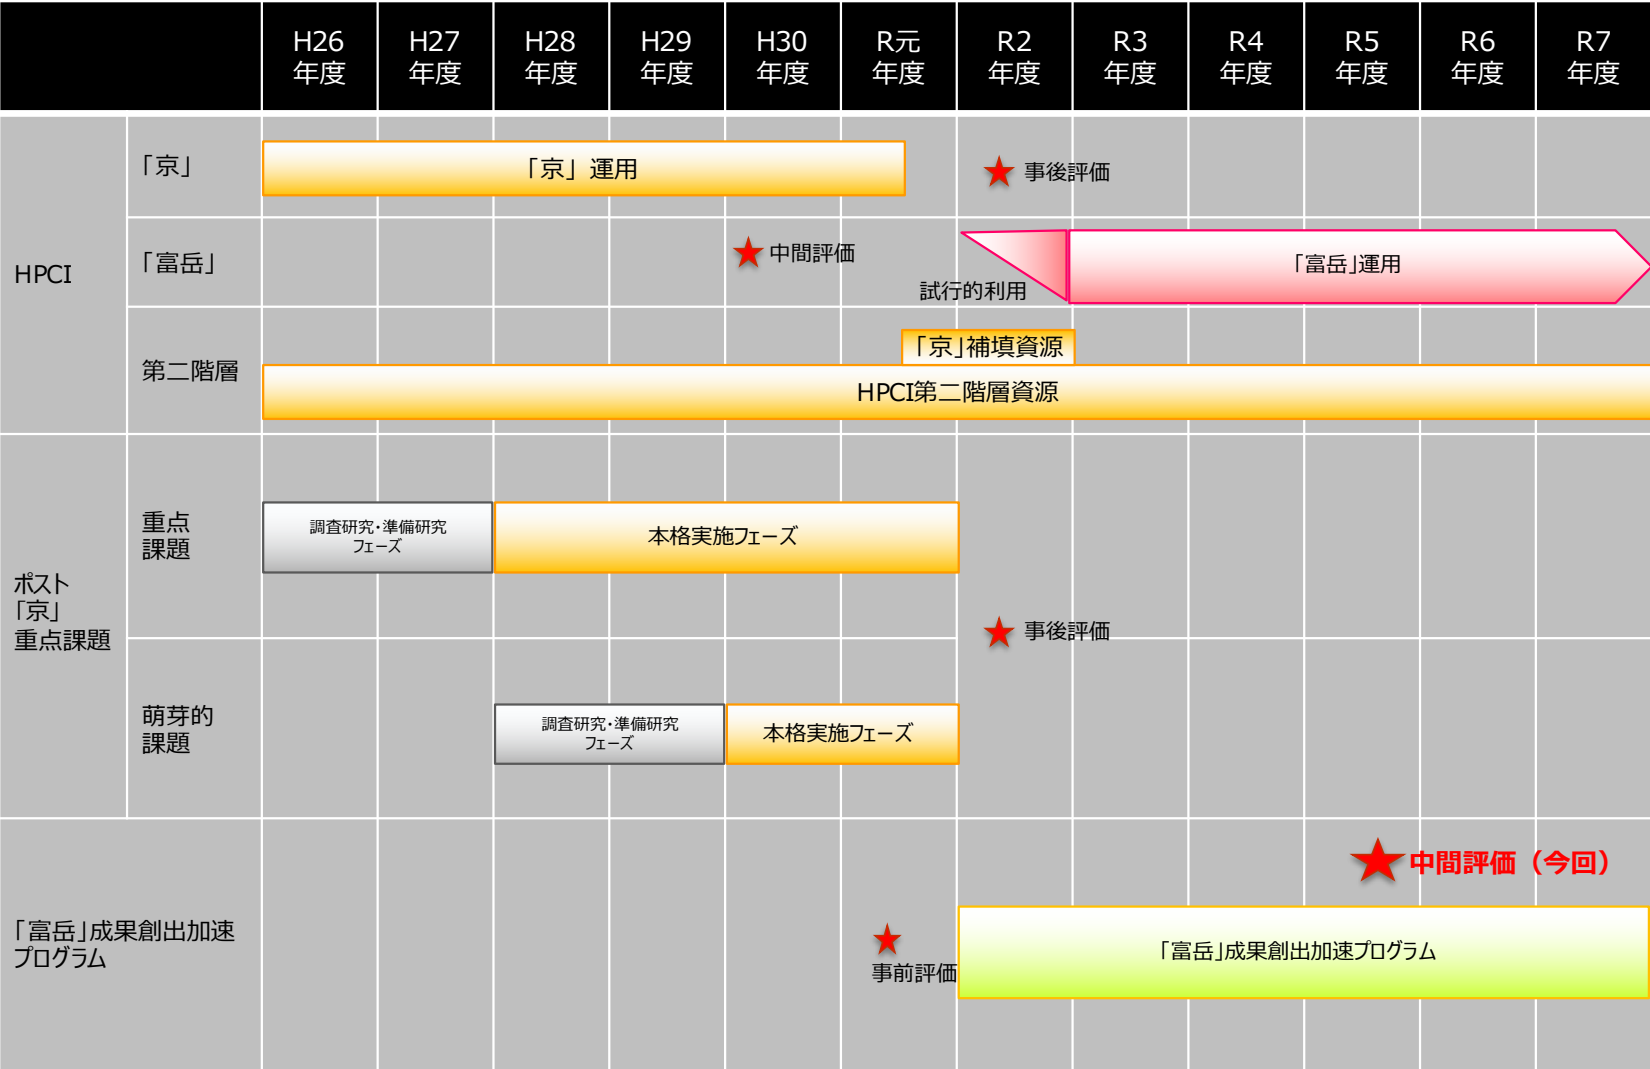 H26
年度
H27
年度
H28
年度
H29
年度
H30
年度
R元
年度
R2
年度
R3
年度
R4
年度
R5
年度
R6
年度
R7
年度
HPCI
「京」
「京」運用
事後評価
「富岳」
中間評価
試行的利用
「富岳」運用
第二階層
「京」補填資源
HPCI第二階層資源
ポスト
「京」
重点課題
重点
課題
調査研究・準備研究
フェーズ
本格実施フェーズ
事後評価
萌芽的
課題
調査研究・準備研究
フェーズ
本格実施フェーズ
「富岳」成果創出加速
プログラム
事前評価
中間評価（今回）
「富岳」成果創出加速プログラム